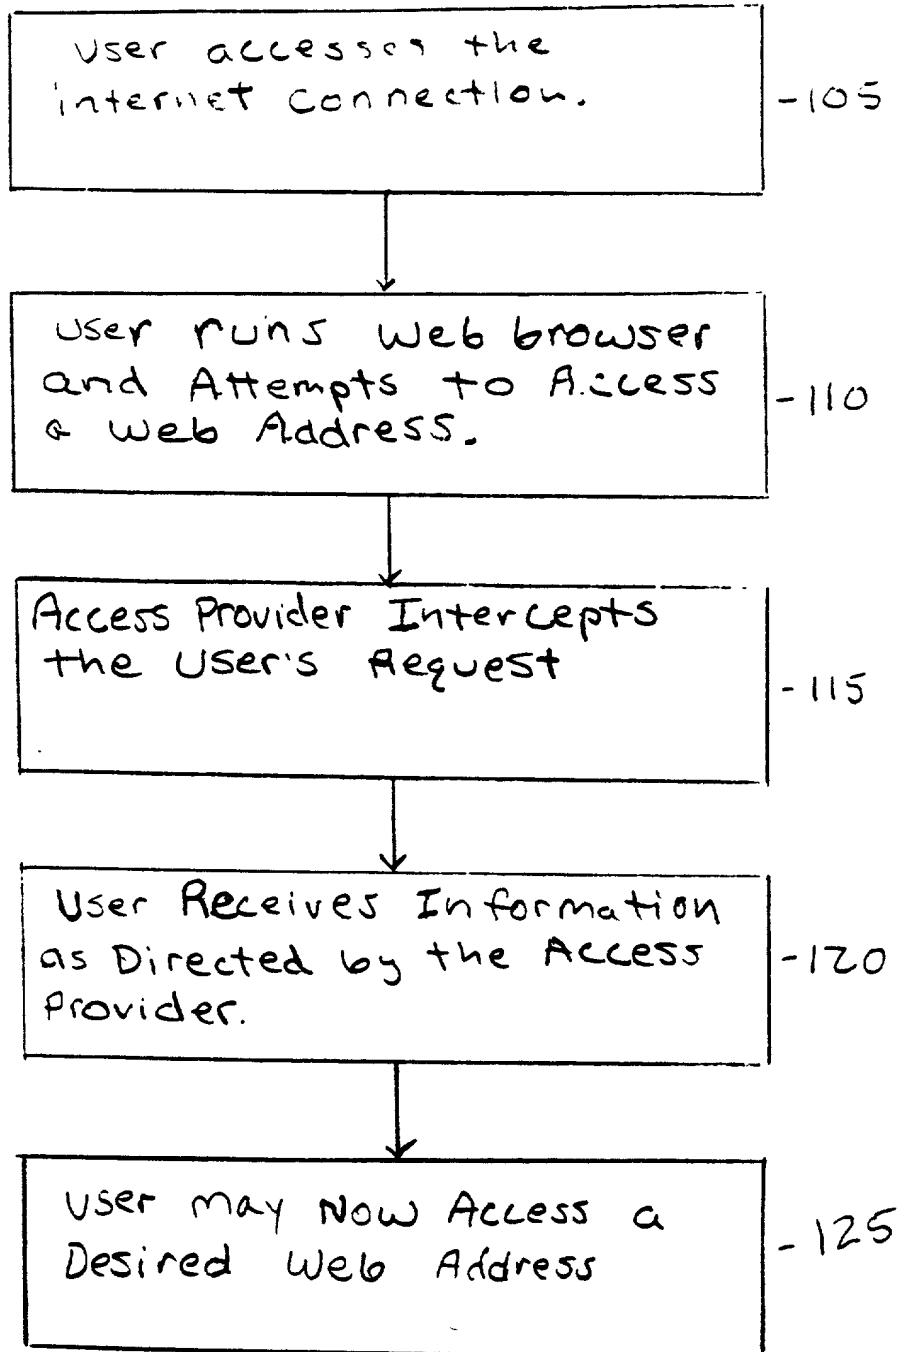 User accesses the
internet connection.
-105
User runs Web browser
and Attempts to Access
a Web Address.
-110
Access Provider Intercepts
the User's Request
-115
User Receives Information
as Directed by the Access
Provider.
-120
User may Now Access a
Desired Web Address
-125